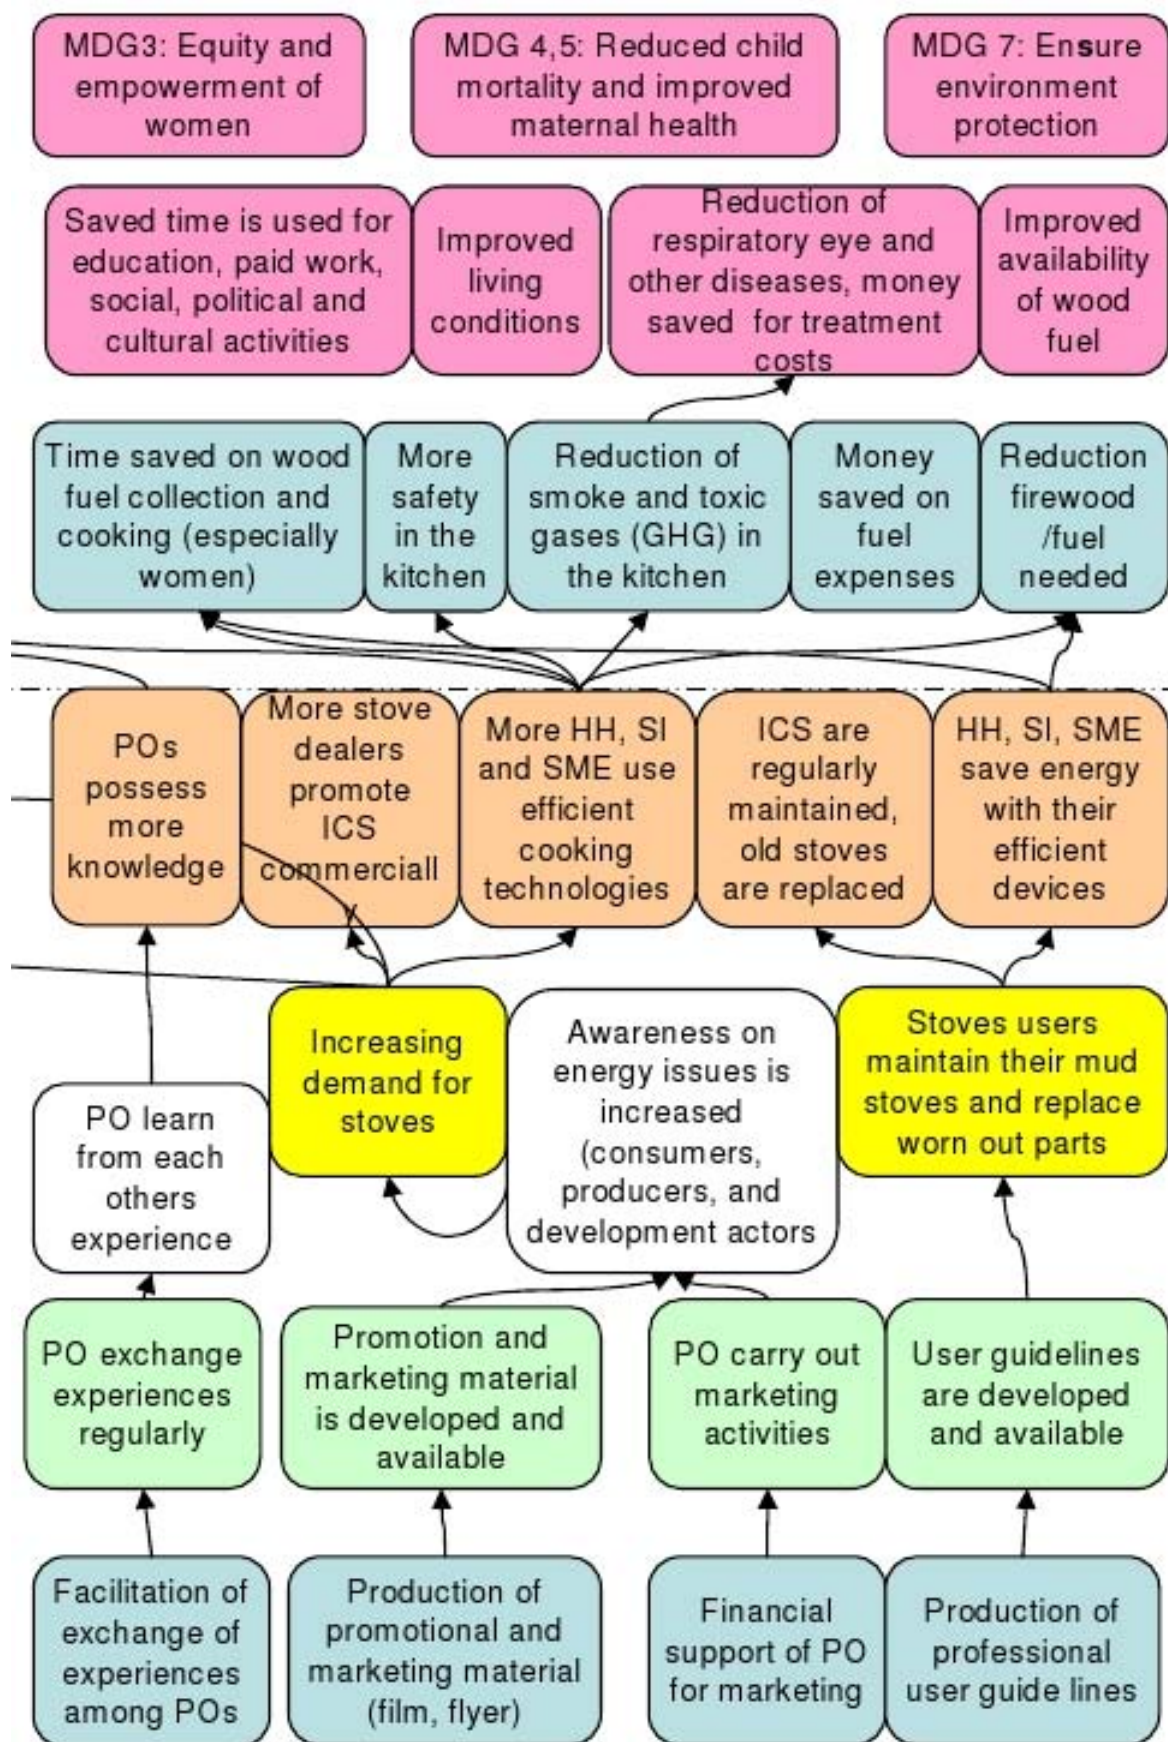 MDG3: Equity and
empowerment of
women
MDG 4,5: Reduced child
mortality and improved
maternal health
MDG 7: Ensure
environment
protection
Saved time is used for
education, paid work,
social, political and
cultural activities
Improved
living
conditions
Reduction of
respiratory eye and
other diseases, money
saved for treatment
costs
Improved
availability
of wood
fuel
Time saved on wood
fuel collection and
cooking (especially
women)
More
safety
in the
kitchen
Reduction of
smoke and toxic
gases (GHG) in
the kitchen
Money
saved on
fuel
expenses
Reduction
firewood
/fuel
needed
POs
possess
more
knowledge
More stove
dealers
promote
ICS
commerciall
y
More HH, SI
and SME use
efficient
cooking
technologies
ICS are
regularly
maintained,
old stoves
are replaced
HH, SI, SME
save energy
with their
efficient
devices
PO learn
from each
others
experience
Increasing
demand for
stoves
Awareness on
energy issues is
increased
(consumers,
producers, and
development actors
Stoves users
maintain their mud
stoves and replace
worn out parts
PO exchange
experiences
regularly
Promotion and
marketing material
is developed and
available
PO carry out
marketing
activities
User guidelines
are developed
and available
Facilitation of
exchange of
experiences
among POs
Production of
promotional and
marketing material
(film, flyer)
Financial
support of PO
for marketing
Production of
professional
user guide lines